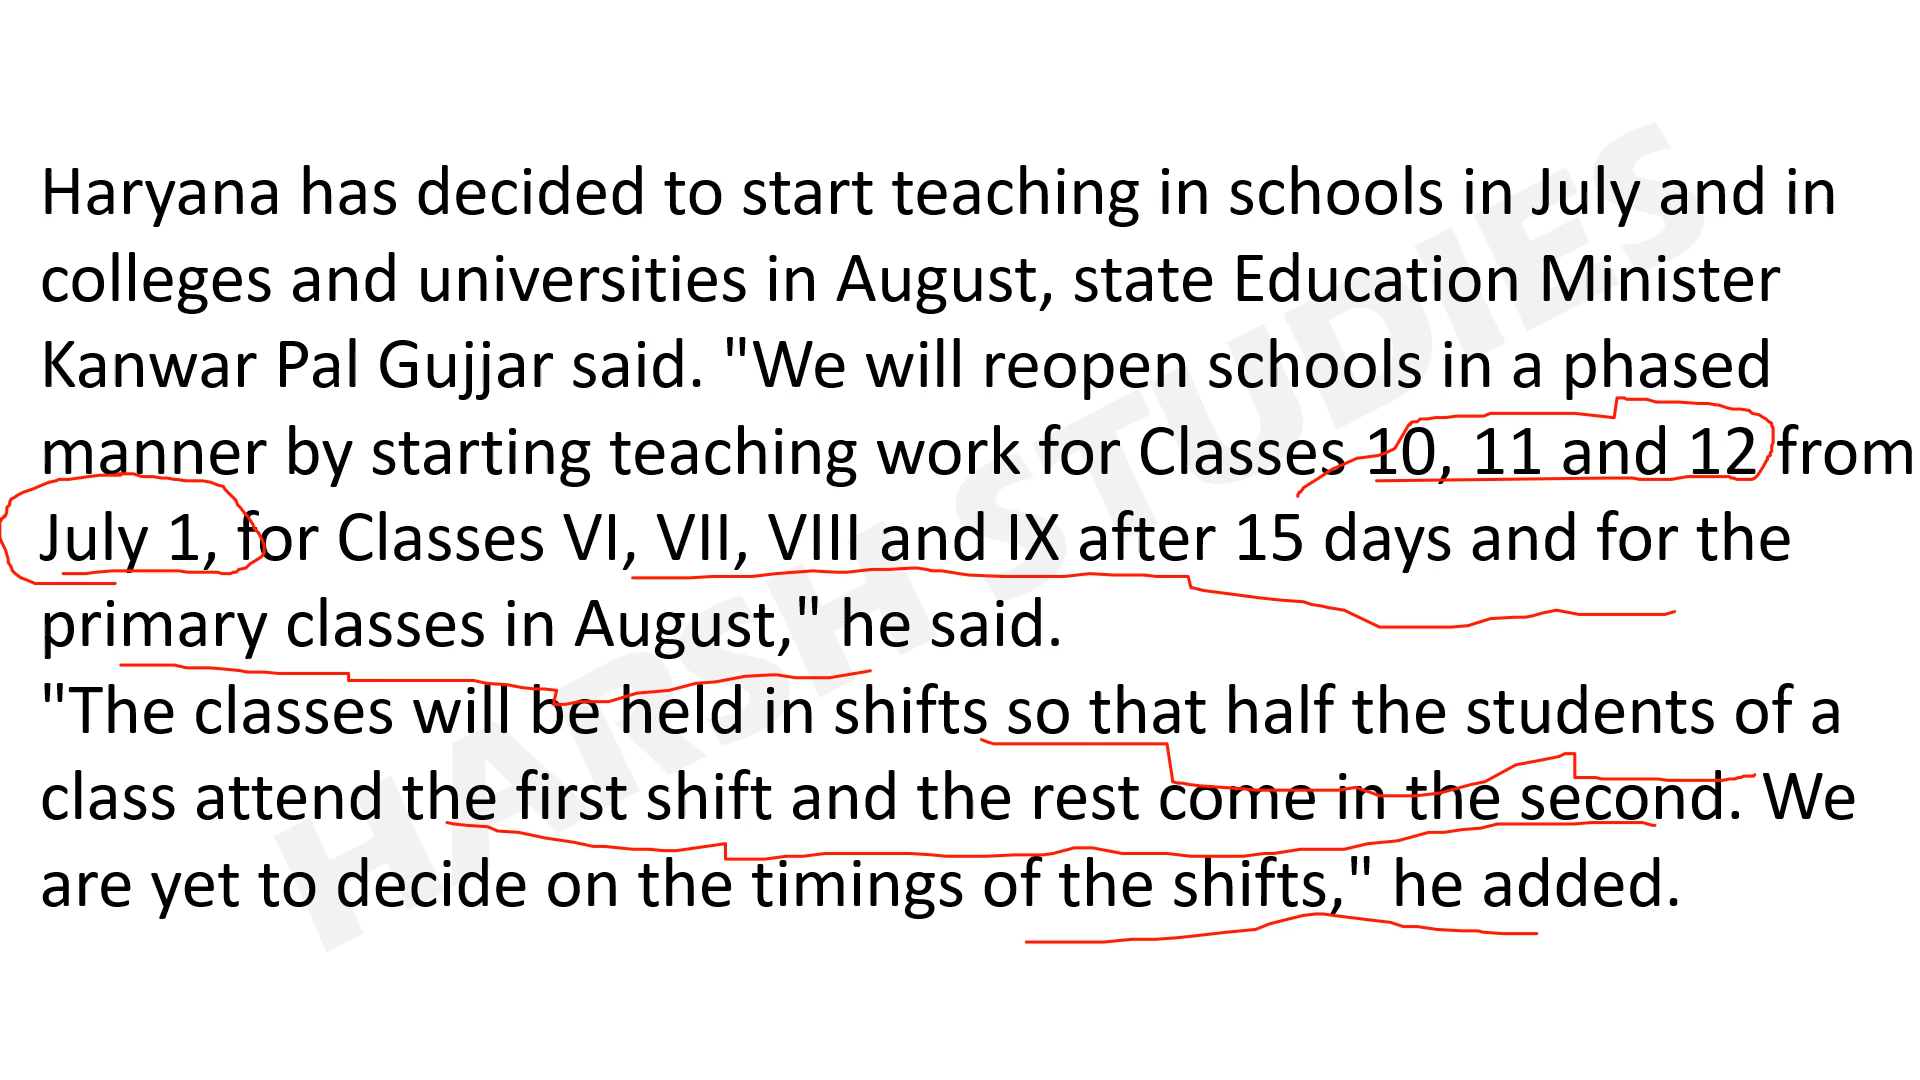 Haryana has decided to start teaching in schools in July and in
colleges and universities in August, state Education Minister
Kanwar Pal Gujjar said. "We will reopen schools in a phased
manner by starting teaching work for Classes 10, 11 and 12 from
July 1, for Classes VI, VII, VIII and IX after 15 days and for the
primary classes in August," he said.
"The classes will be held in shifts so that half the students of a
class attend the first shift and the rest come in the second. We
are yet to decide on the timings of the shifts," he added.
HARSH STUDIES